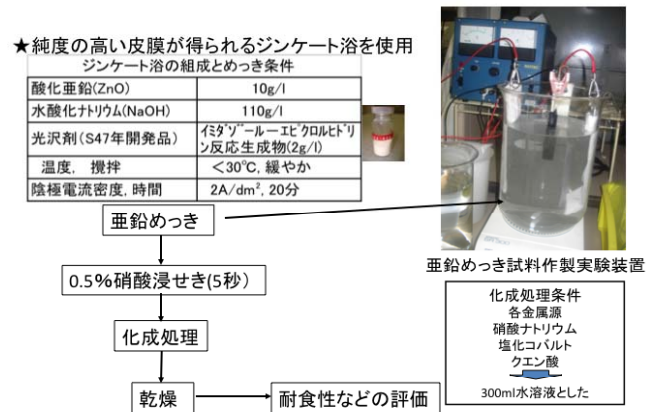 ★純度の高い皮膜が得られるジンケート浴を使用
ジンケート浴の組成とめっき条件
酸化亜鉛(ZnO) 10g/l
水酸化ナトリウム(NaOH) 110g/l
光沢剤(S47年開発品) イミダゾールーエピクロルヒドリ
ン反応生成物(2g/l)
温度, 攪拌 <30℃, 緩やか
陰極電流密度, 時間 2A/dm², 20分
亜鉛めっき
0.5%硝酸浸せき(5秒)
化成処理
乾燥
耐食性などの評価
亜鉛めっき試料作製実験装置
化成処理条件
各金属源
硝酸ナトリウム
塩化コバルト
クエン酸
300ml水溶液とした